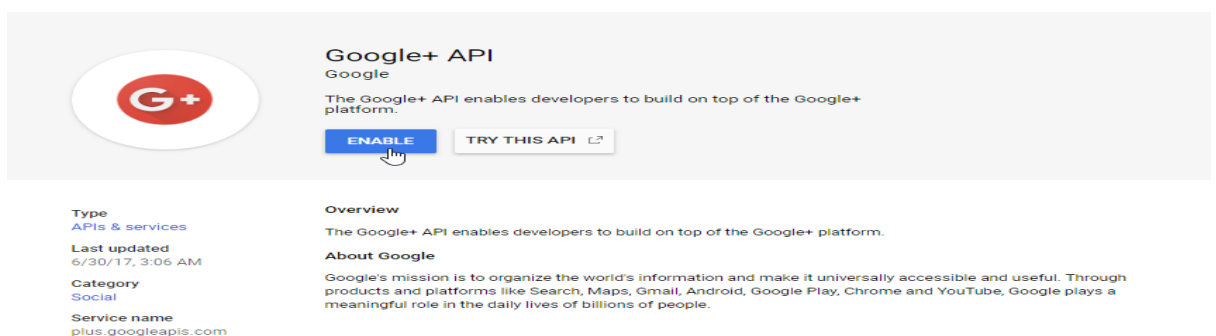 G+
Google+ API
Google
The Google+ API enables developers to build on top of the Google+
platform.
ENABLE
TRY THIS API
Type
APIs & services
Last updated
6/30/17, 3:06 AM
Category
Social
Service name
plus.googleapis.com
Overview
The Google+ API enables developers to build on top of the Google+ platform.
About Google
Google's mission is to organize the world's information and make it universally accessible and useful. Through
products and platforms like Search, Maps, Gmail, Android, Google Play, Chrome and YouTube, Google plays a
meaningful role in the daily lives of billions of people.